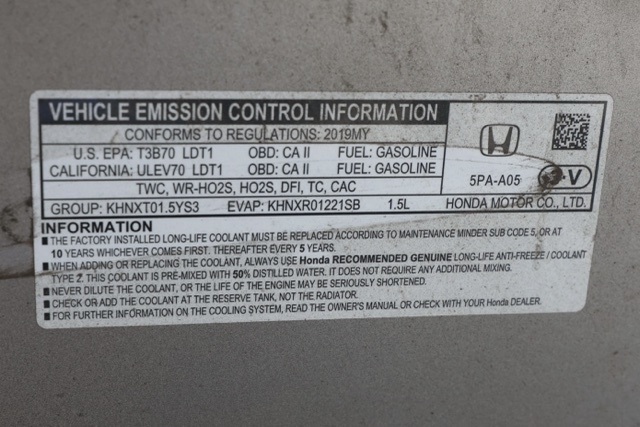 VEHICLE EMISSION CONTROL INFORMATION
CONFORMS TO REGULATIONS: 2019MY
U.S. EPA: T3B70 LDT1 OBD: CA II FUEL: GASOLINE
CALIFORNIA: ULEV70 LDT1 OBD: CA II FUEL: GASOLINE
TWC, WR-HO2S, HO2S, DFI, TC, CAC
GROUP: KHNXT01.5YS3 EVAP: KHNXR01221SB 1.5L
5PA-A05
V
HONDA MOTOR CO., LTD.
INFORMATION
■ THE FACTORY INSTALLED LONG-LIFE COOLANT MUST BE REPLACED ACCORDING TO MAINTENANCE MINDER SUB CODE 5, OR AT
10 YEARS WHICHEVER COMES FIRST. THEREAFTER EVERY 5 YEARS.
■ WHEN ADDING OR REPLACING COOLANT, ALWAYS USE Honda RECOMMENDED GENUINE LONG-LIFE ANTI-FREEZE / COOLANT
TYPE 2. THIS COOLANT IS PRE-MIXED WITH 50% DISTILLED WATER. IT DOES NOT REQUIRE ANY ADDITIONAL MIXING.
■ NEVER DILUTE THE COOLANT, OR THE LIFE OF THE ENGINE MAY BE SERIOUSLY SHORTENED.
■ CHECK OR ADD COOLANT AT THE RESERVE TANK, NOT THE RADIATOR.
■ FOR FURTHER INFORMATION ON THE COOLING SYSTEM, READ THE OWNER'S MANUAL OR CHECK WITH YOUR Honda DEALER.